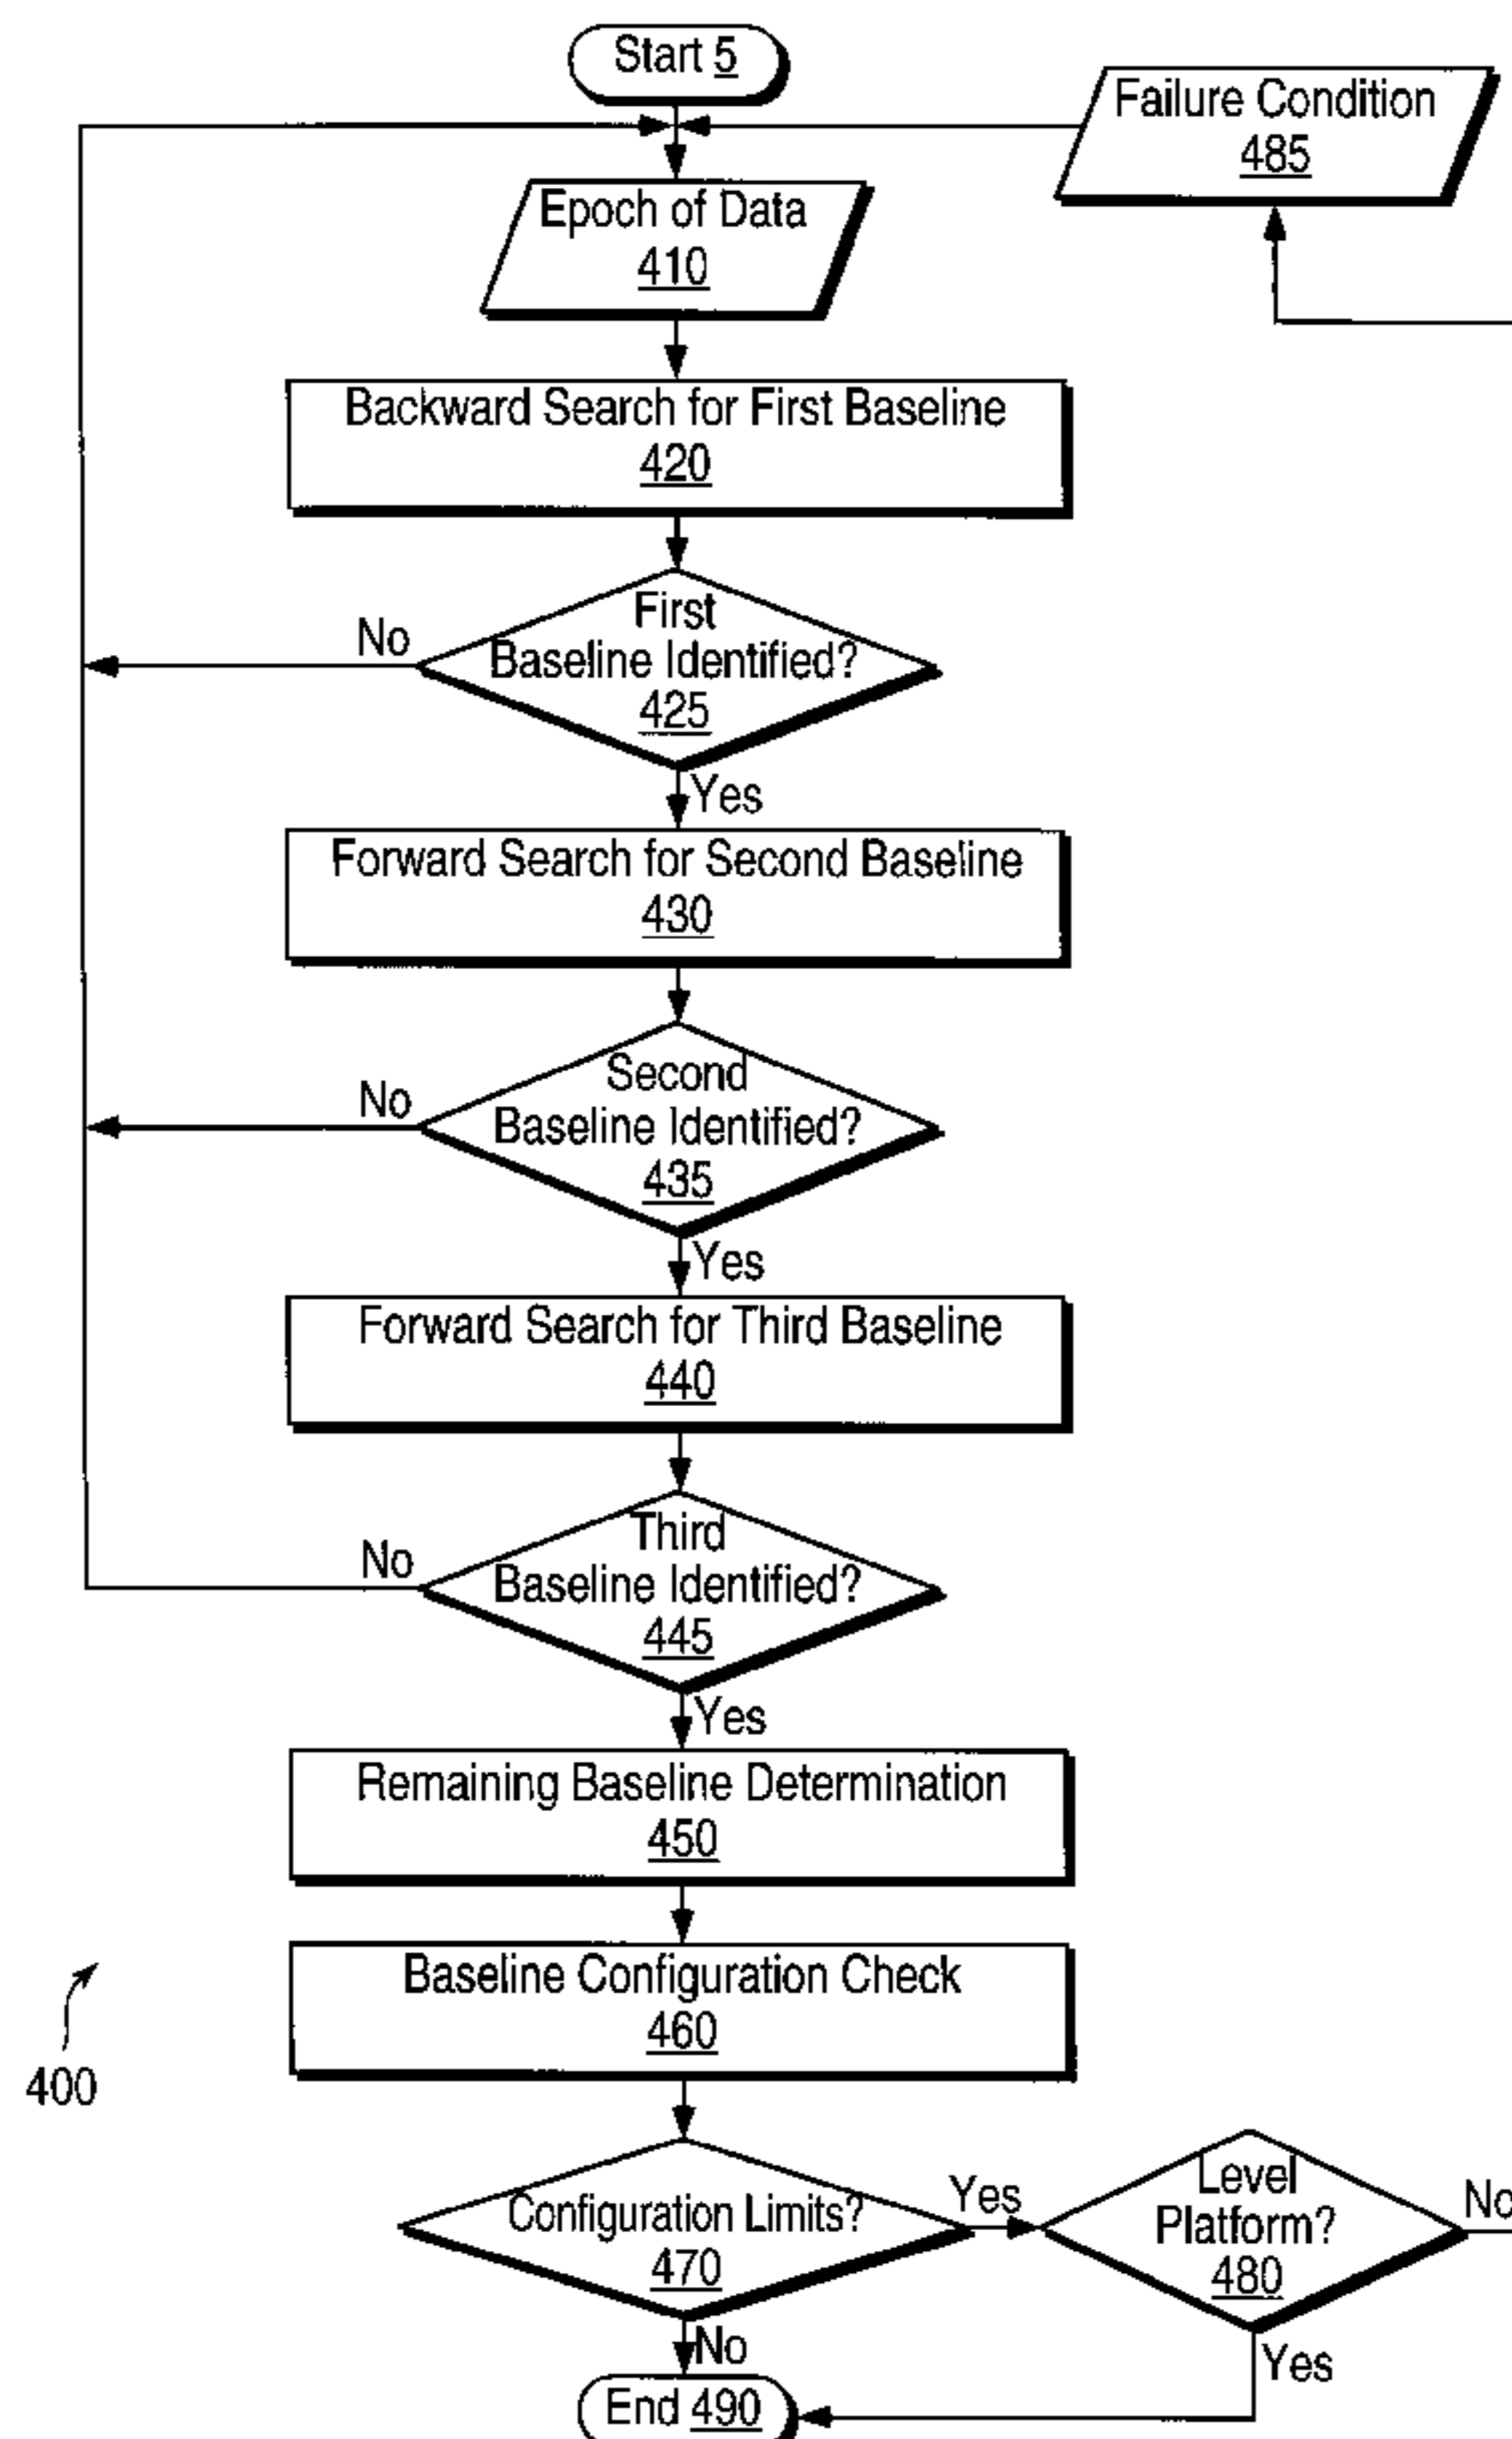 Start 5
Failure Condition
485
Epoch of Data
410
Backward Search for First Baseline
420
First
Baseline Identified?
425
No
Yes
Forward Search for Second Baseline
430
Second
Baseline Identified?
435
No
Yes
Forward Search for Third Baseline
440
Third
Baseline Identified?
445
No
Yes
Remaining Baseline Determination
450
Baseline Configuration Check
460
400
Configuration Limits?
470
Yes
No
Level
Platform?
480
No
Yes
End 490